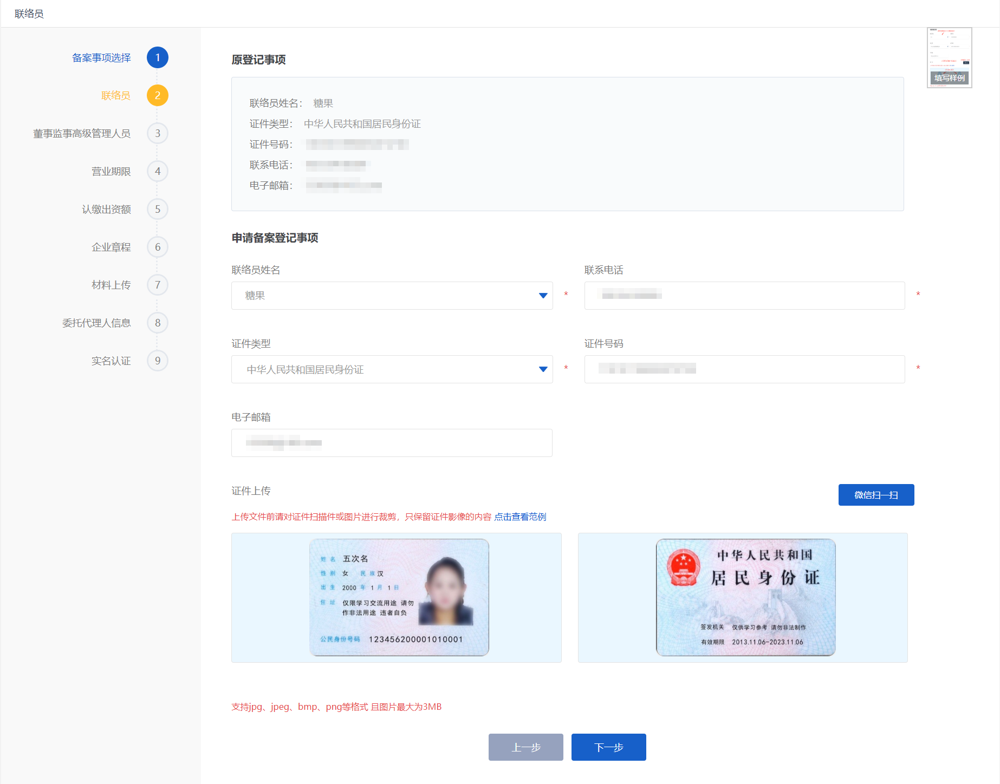 联络员
备案事项选择 1
联络员 2
董事监事高级管理人员 3
营业期限 4
认缴出资额 5
企业章程 6
材料上传 7
委托代理人信息 8
实名认证 9
填写样例
原登记事项
联络员姓名： 糖果
证件类型： 中华人民共和国居民身份证
证件号码：
联系电话：
电子邮箱：
申请备案登记事项
联络员姓名 联系电话
糖果 * *
证件类型 证件号码
中华人民共和国居民身份证 * *
电子邮箱
证件上传 微信扫一扫
上传文件前请对证件扫描件或图片进行裁剪，只保留证件影像的内容 点击查看范例
姓名 五次名
性别 女 民族 汉
出生 2000 年 1 月 1 日
住址 仅限学习交流用途 请勿
作非法用途 违者自负
公民身份号码 123456200001010001
中华人民共和国
居民身份证
签发机关 仅供学习参考 请勿非法制作
有效期限 2013.11.06-2023.11.06
支持jpg、jpeg、bmp、png等格式 且图片最大为3MB
上一步 下一步